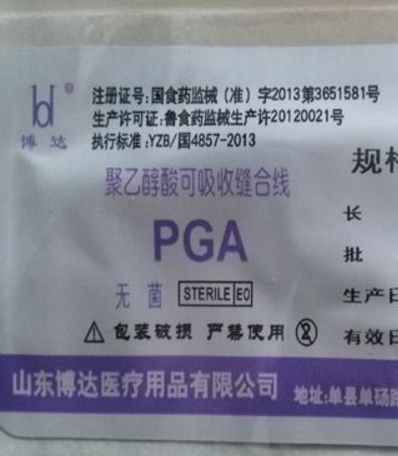 注册证号:国食药监械（准）字2013第3651581号
生产许可证:鲁食药监械生产许20120021号
执行标准:YZB/国4857-2013
博达
®
聚乙醇酸可吸收缝合线
PGA
无菌 STERILE EO
包装破损 严禁使用 2
规格
长
批
生产日
有效日
山东博达医疗用品有限公司 地址:单县单砀路